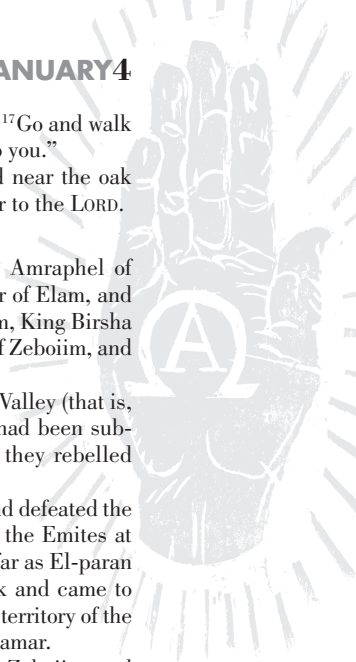 ANUARY4
17Go and walk
you.”
near the oak
r to the LORD.
Amraphel of
r of Elam, and
m, King Birsha
f Zeboiim, and
Valley (that is,
had been sub-
they rebelled
nd defeated the
the Emites at
far as El-paran
k and came to
territory of the
amar.
AΩ